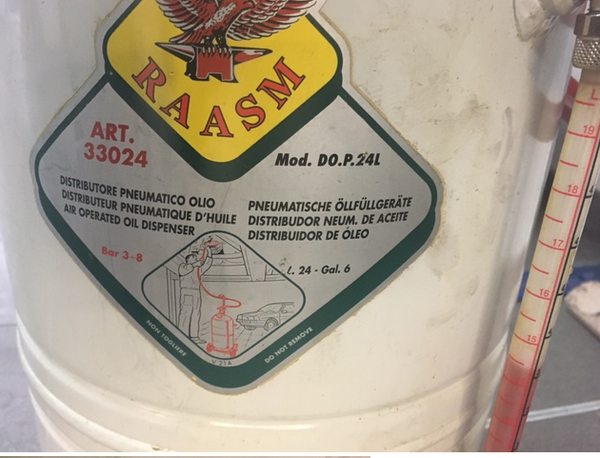 RAASM
ART.
33024
Mod. DO.P.24L
DISTRIBUTORE PNEUMATICO OLIO
DISTRIBUTEUR PNEUMATIQUE D'HUILE
AIR OPERATED OIL DISPENSER
PNEUMATISCHE ÖLLFÜLLGERÄTE
DISTRIBUDOR NEUM. DE ACEITE
DISTRIBUIDOR DE ÓLEO
Bar 3÷8
L. 24 - Gal. 6
NON TOGLIERE
V 214
DO NOT REMOVE
L
19
18
17
16
15